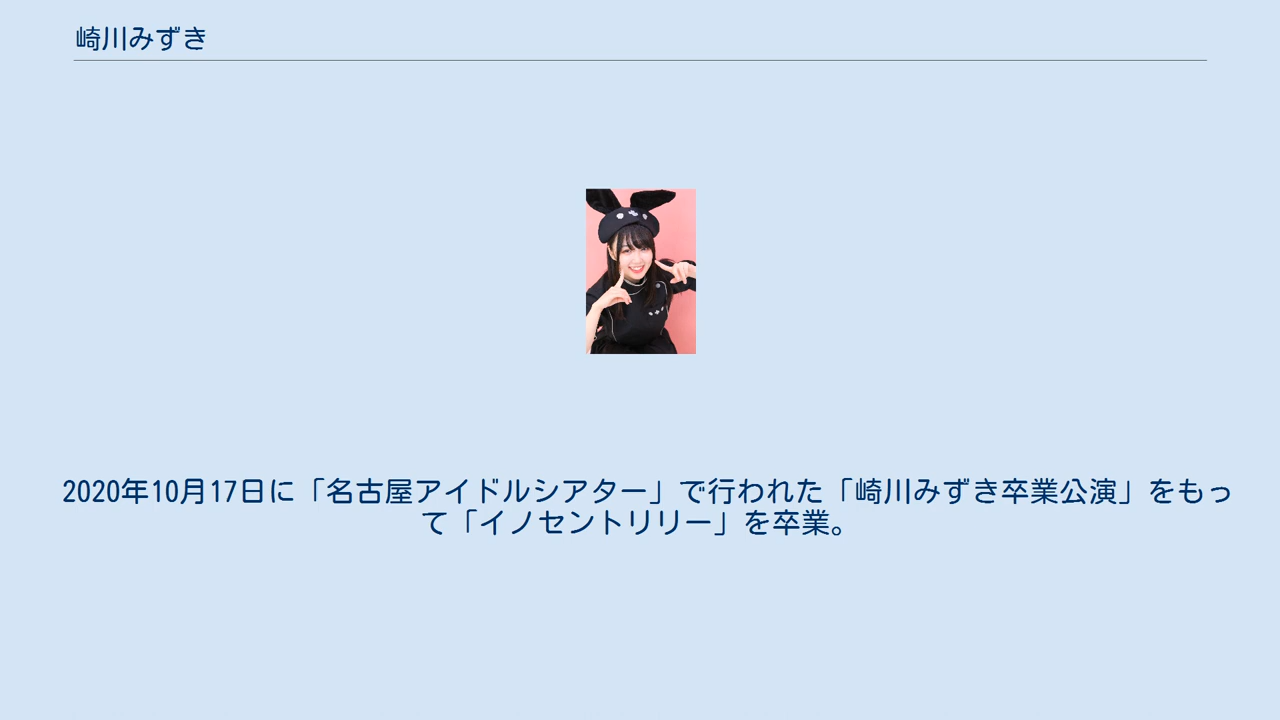 崎川みずき
2020年10月17日に「名古屋アイドルシアター」で行われた「崎川みずき卒業公演」をもっ
て「イノセントリリー」を卒業。